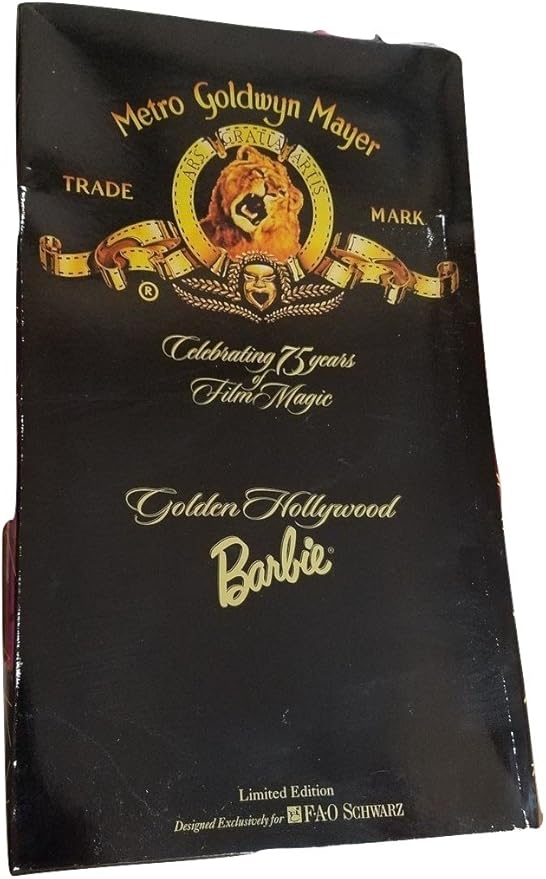 Metro Goldwyn Mayer
ARS GRATIA ARTIS
TRADE MARK
®
Celebrating 75 years
of
Film Magic
Golden Hollywood
Barbie®
Limited Edition
Designed Exclusively for F·A·O SCHWARZ